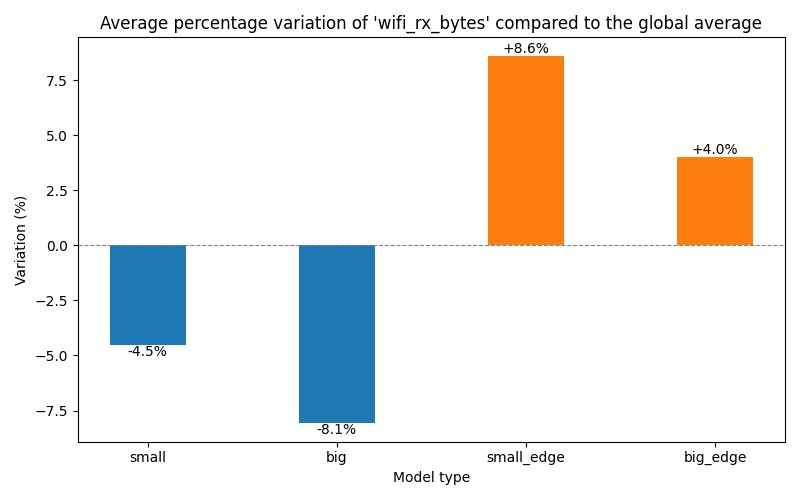 Average percentage variation of 'wifi_rx_bytes' compared to the global average
+8.6%
7.5
5.0
+4.0%
2.5
0.0
Variation (%)
−2.5
-4.5%
−5.0
−7.5
-8.1%
small
big
small_edge
big_edge
Model type